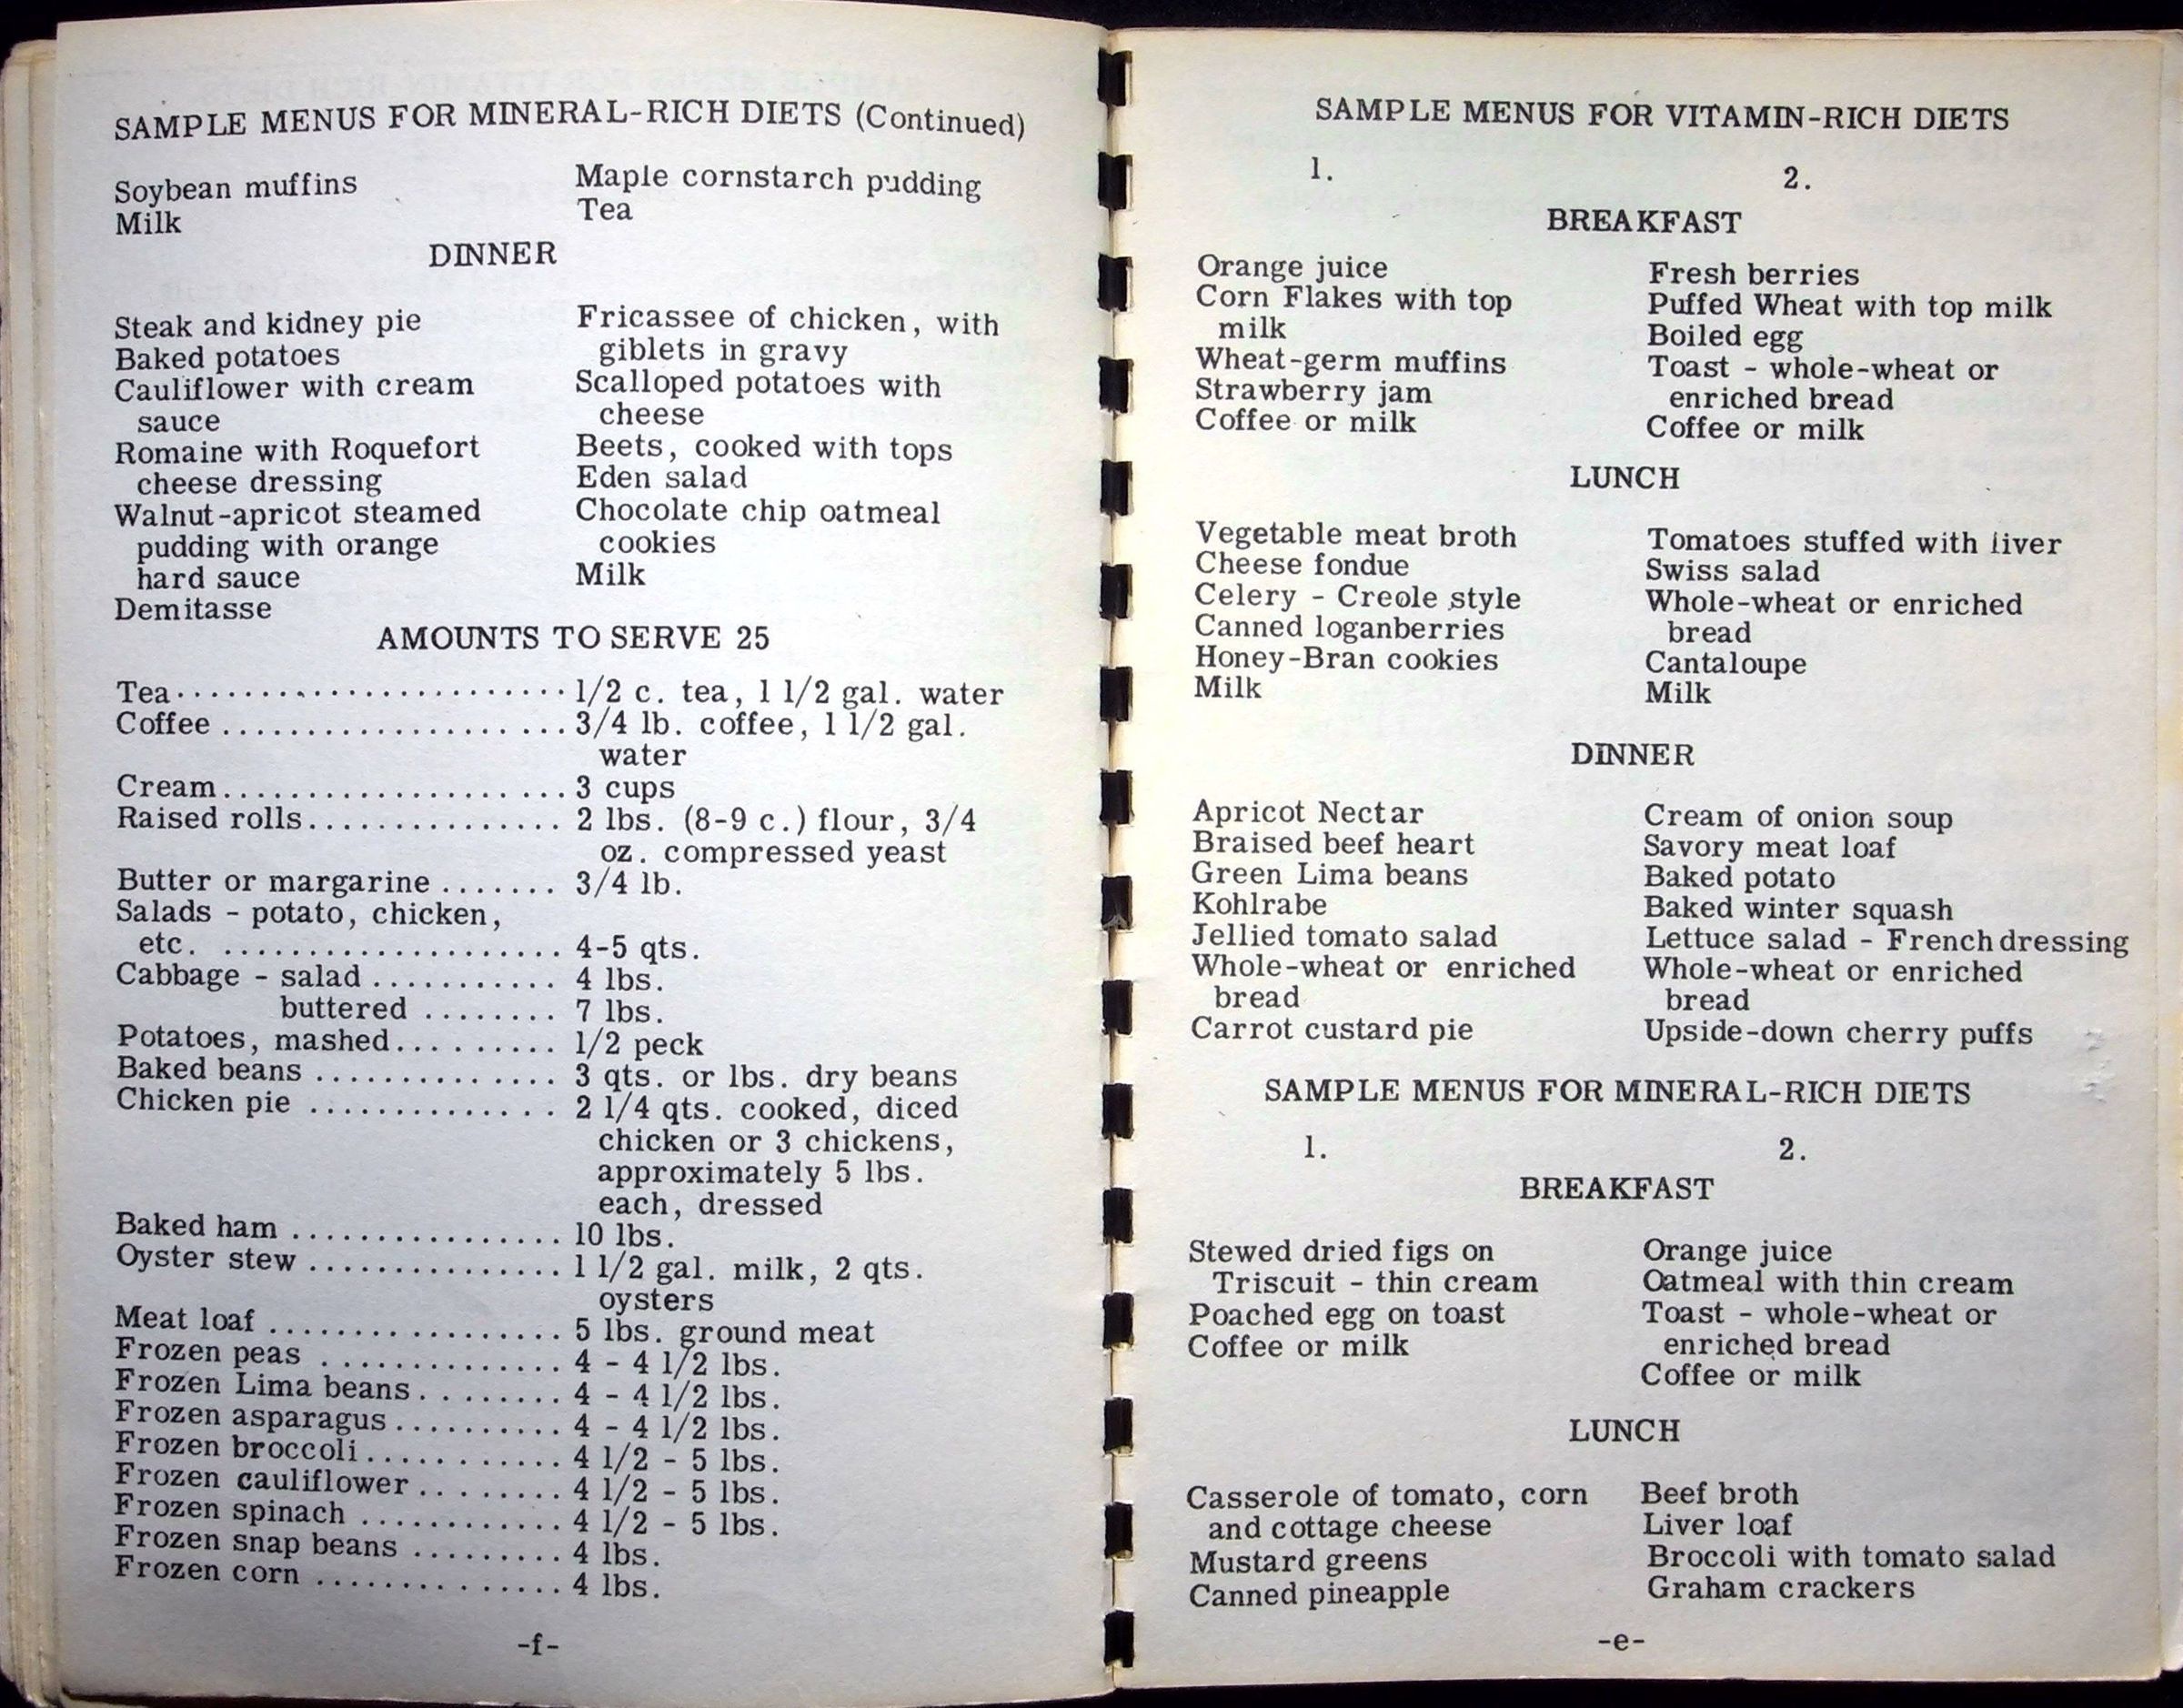 SAMPLE MENUS FOR MINERAL-RICH DIETS (Continued)
Soybean muffins
Milk
Maple cornstarch pudding
Tea
DINNER
Steak and kidney pie
Baked potatoes
Cauliflower with cream
sauce
Romaine with Roquefort
cheese dressing
Walnut-apricot steamed
pudding with orange
hard sauce
Demitasse
Fricassee of chicken, with
giblets in gravy
Scalloped potatoes with
cheese
Beets, cooked with tops
Eden salad
Chocolate chip oatmeal
cookies
Milk
AMOUNTS TO SERVE 25
Tea ....................... 1/2 c. tea, 1 1/2 gal. water
Coffee ..................... 3/4 lb. coffee, 1 1/2 gal.
water
Cream..................... 3 cups
Raised rolls............... 2 lbs. (8-9 c.) flour, 3/4
oz. compressed yeast
Butter or margarine ....... 3/4 lb.
Salads - potato, chicken,
etc. .................... 4-5 qts.
Cabbage - salad ........... 4 lbs.
buttered ........ 7 lbs.
Potatoes, mashed.......... 1/2 peck
Baked beans .............. 3 qts. or lbs. dry beans
Chicken pie .............. 2 1/4 qts. cooked, diced
chicken or 3 chickens,
approximately 5 lbs.
each, dressed
Baked ham ................ 10 lbs.
Oyster stew ............... 1 1/2 gal. milk, 2 qts.
oysters
Meat loaf ................. 5 lbs. ground meat
Frozen peas .............. 4 - 4 1/2 lbs.
Frozen Lima beans......... 4 - 4 1/2 lbs.
Frozen asparagus.......... 4 - 4 1/2 lbs.
Frozen broccoli............ 4 1/2 - 5 lbs.
Frozen cauliflower ........ 4 1/2 - 5 lbs.
Frozen spinach ............ 4 1/2 - 5 lbs.
Frozen snap beans ......... 4 lbs.
Frozen corn ............... 4 lbs.
-f-
SAMPLE MENUS FOR VITAMIN-RICH DIETS
1. 2.
BREAKFAST
Orange juice
Corn Flakes with top
milk
Wheat-germ muffins
Strawberry jam
Coffee or milk
Fresh berries
Puffed Wheat with top milk
Boiled egg
Toast - whole-wheat or
enriched bread
Coffee or milk
LUNCH
Vegetable meat broth
Cheese fondue
Celery - Creole style
Canned loganberries
Honey-Bran cookies
Milk
Tomatoes stuffed with liver
Swiss salad
Whole-wheat or enriched
bread
Cantaloupe
Milk
DINNER
Apricot Nectar
Braised beef heart
Green Lima beans
Kohlrabe
Jellied tomato salad
Whole-wheat or enriched
bread
Carrot custard pie
Cream of onion soup
Savory meat loaf
Baked potato
Baked winter squash
Lettuce salad - French dressing
Whole-wheat or enriched
bread
Upside-down cherry puffs
SAMPLE MENUS FOR MINERAL-RICH DIETS
1. 2.
BREAKFAST
Stewed dried figs on
Triscuit - thin cream
Poached egg on toast
Coffee or milk
Orange juice
Oatmeal with thin cream
Toast - whole-wheat or
enriched bread
Coffee or milk
LUNCH
Casserole of tomato, corn
and cottage cheese
Mustard greens
Canned pineapple
Beef broth
Liver loaf
Broccoli with tomato salad
Graham crackers
-e-